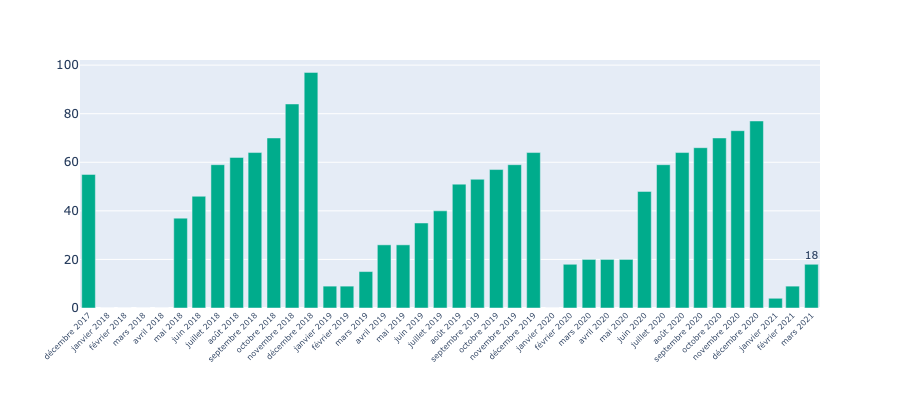 100
80
60
40
20
0
18
décembre 2017
janvier 2018
février 2018
mars 2018
avril 2018
mai 2018
juin 2018
juillet 2018
août 2018
septembre 2018
octobre 2018
novembre 2018
décembre 2018
janvier 2019
février 2019
mars 2019
avril 2019
mai 2019
juin 2019
juillet 2019
août 2019
septembre 2019
octobre 2019
novembre 2019
décembre 2019
janvier 2020
février 2020
mars 2020
avril 2020
mai 2020
juin 2020
juillet 2020
août 2020
septembre 2020
octobre 2020
novembre 2020
décembre 2020
janvier 2021
février 2021
mars 2021